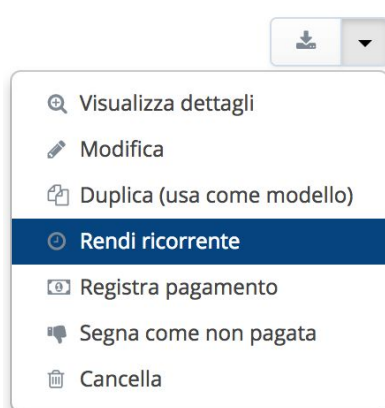 Visualizza dettagli
Modifica
Duplica (usa come modello)
Rendi ricorrente
Registra pagamento
Segna come non pagata
Cancella